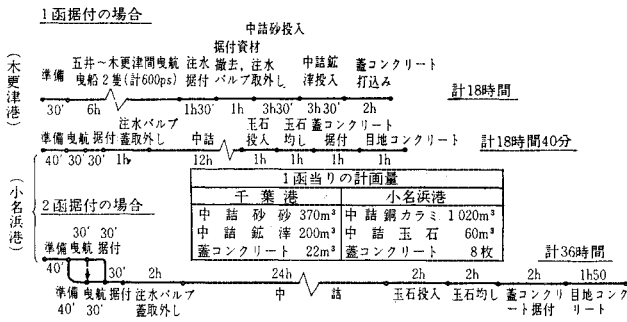 1函据付の場合
(木更津港)
中詰砂投入
五井〜木更津間曳航 注水 据付資材撤去,注水 中詰鉱 蓋コンクリート
準備 曳船2隻(計600ps) 据付 バルブ取外し 滓投入 打込み
計18時間
30' 6h 1h30' 1h 3h30' 3h30' 2h
(小名浜港)
準備 曳航 据付 注水バルブ蓋取外し 中詰 玉石投入 玉石均し 蓋コンクリート据付 目地コンクリート
計18時間40分
40' 30' 30' 1h 12h 1h 1h 1h 1h
1函当りの計画量
千葉港 小名浜港
中詰砂砂 370m³ 中詰銅カラミ 1 020m³
中詰鉱滓 200m³ 中詰玉石 60m³
蓋コンクリート 22m³ 蓋コンクリート 8枚
2函据付の場合
30' 30'
準備 曳航 据付
計36時間
40' 30' 2h 24h 2h 2h 2h 1h50
準備 曳航 据付 注水バルブ蓋取外し 中詰 玉石投入 玉石均し 蓋コンクリート据付 目地コンクリート
40' 30'